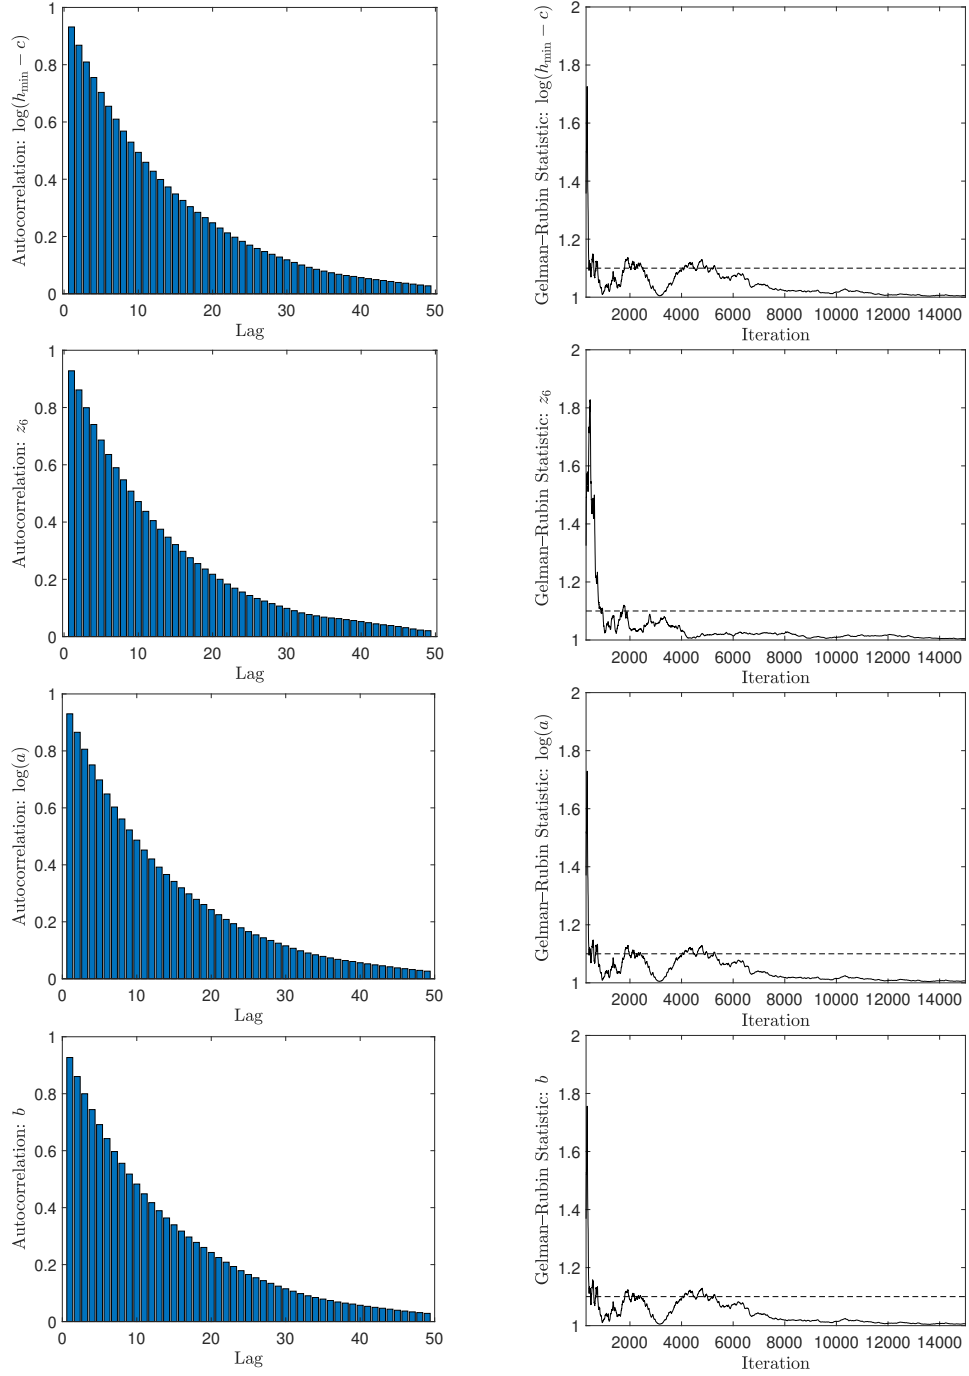 Autocorrelation: log(h_min − c)
1
0.8
0.6
0.4
0.2
0
0 10 20 30 40 50
Lag
Gelman–Rubin Statistic: log(h_min − c)
2
1.8
1.6
1.4
1.2
1
2000 4000 6000 8000 10000 12000 14000
Iteration
Autocorrelation: z_6
1
0.8
0.6
0.4
0.2
0
0 10 20 30 40 50
Lag
Gelman–Rubin Statistic: z_6
2
1.8
1.6
1.4
1.2
1
2000 4000 6000 8000 10000 12000 14000
Iteration
Autocorrelation: log(a)
1
0.8
0.6
0.4
0.2
0
0 10 20 30 40 50
Lag
Gelman–Rubin Statistic: log(a)
2
1.8
1.6
1.4
1.2
1
2000 4000 6000 8000 10000 12000 14000
Iteration
Autocorrelation: b
1
0.8
0.6
0.4
0.2
0
0 10 20 30 40 50
Lag
Gelman–Rubin Statistic: b
2
1.8
1.6
1.4
1.2
1
2000 4000 6000 8000 10000 12000 14000
Iteration